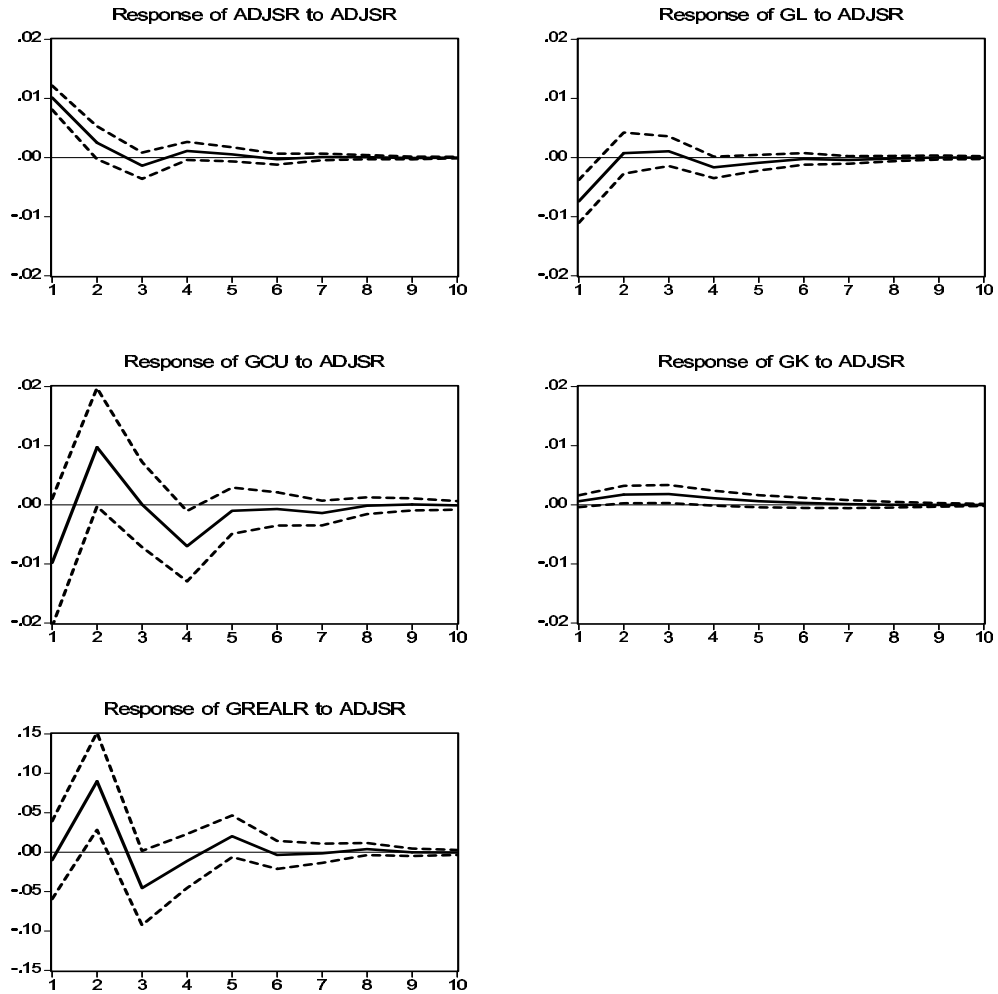 Response of ADJSR to ADJSR
.02
.01
.00
-.01
-.02
1 2 3 4 5 6 7 8 9 10
Response of GL to ADJSR
.02
.01
.00
-.01
-.02
1 2 3 4 5 6 7 8 9 10
Response of GCU to ADJSR
.02
.01
.00
-.01
-.02
1 2 3 4 5 6 7 8 9 10
Response of GK to ADJSR
.02
.01
.00
-.01
-.02
1 2 3 4 5 6 7 8 9 10
Response of GREALR to ADJSR
.15
.10
.05
.00
-.05
-.10
-.15
1 2 3 4 5 6 7 8 9 10